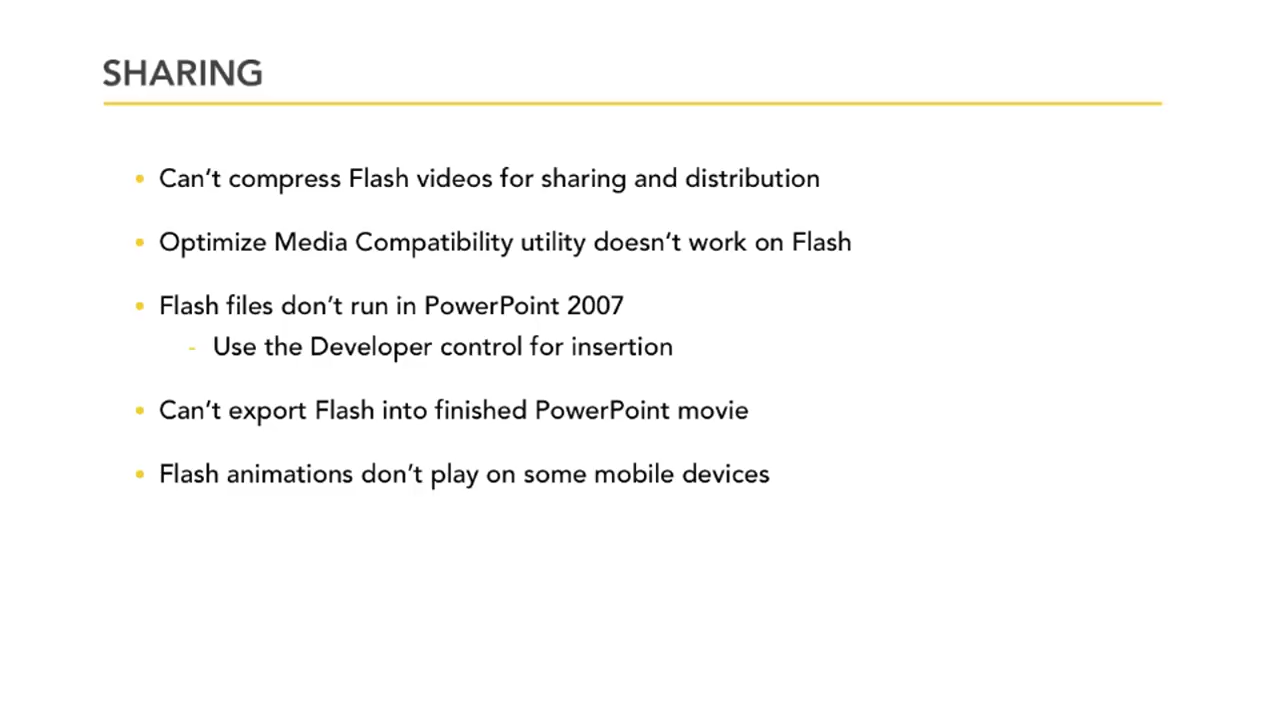 SHARING
• Can't compress Flash videos for sharing and distribution
• Optimize Media Compatibility utility doesn't work on Flash
• Flash files don't run in PowerPoint 2007
- Use the Developer control for insertion
• Can't export Flash into finished PowerPoint movie
• Flash animations don't play on some mobile devices